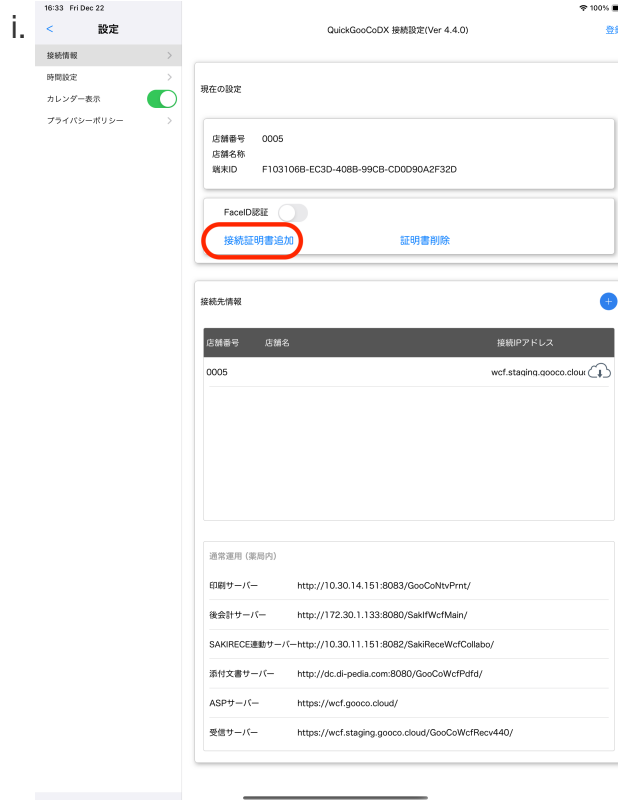 i.
16:33 Fri Dec 22
100%
< 設定
QuickGooCoDX 接続設定(Ver 4.4.0)
接続情報
時間設定
カレンダー表示
プライバシーポリシー
現在の設定
店舗番号 0005
店舗名称
端末ID F103106B-EC3D-408B-99CB-CD0D90A2F32D
FaceID認証
接続証明書追加 証明書削除
接続先情報
+
店舗番号 店舗名 接続IPアドレス
0005 wcf.staging.gooco.clou
通常運用 (薬局内)
印刷サーバー http://10.30.14.151:8083/GooCoNtvPrnt/
後会計サーバー http://172.30.1.133:8080/SakIfWcfMain/
SAKIRECE連動サーバーhttp://10.30.11.151:8082/SakiReceWcfCollabo/
添付文書サーバー http://dc.di-pedia.com:8080/GooCoWcfPdfd/
ASPサーバー https://wcf.gooco.cloud/
受信サーバー https://wcf.staging.gooco.cloud/GooCoWcfRecv440/